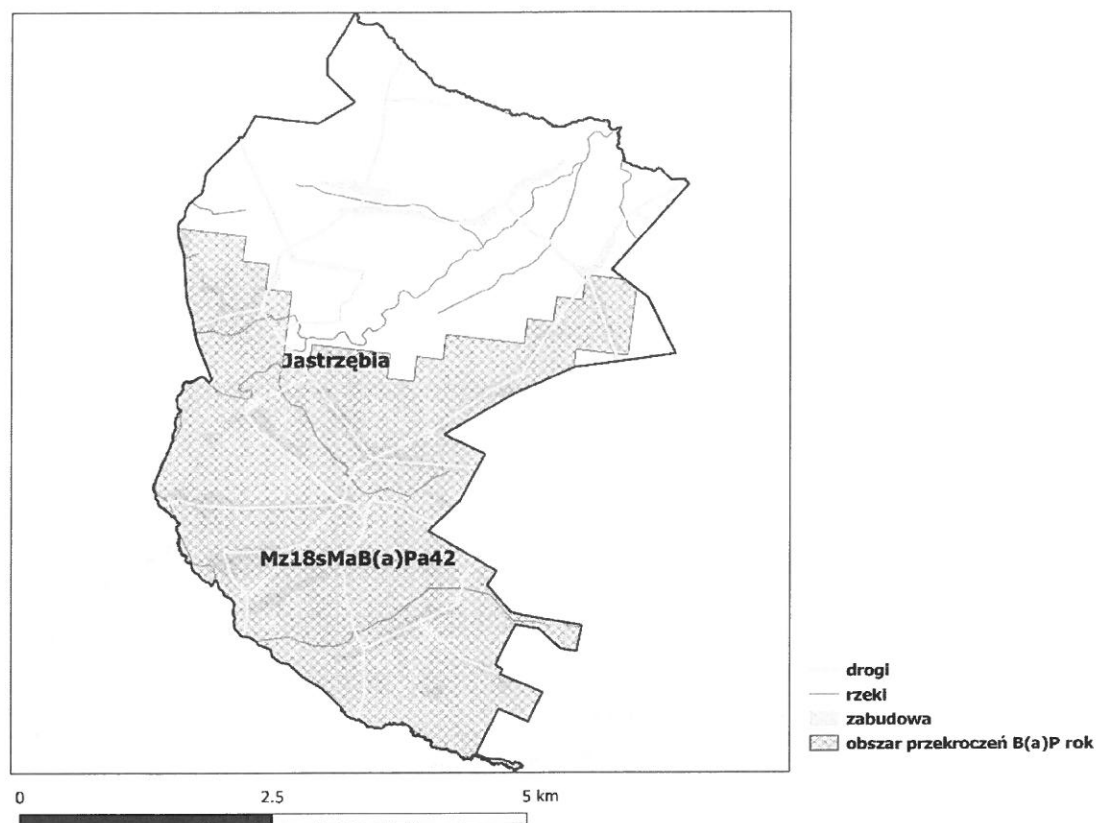 Jastrzębia
Mz18sMaB(a)Pa42
drogi
rzeki
zabudowa
obszar przekroczeń B(a)P rok
0 2.5 5 km